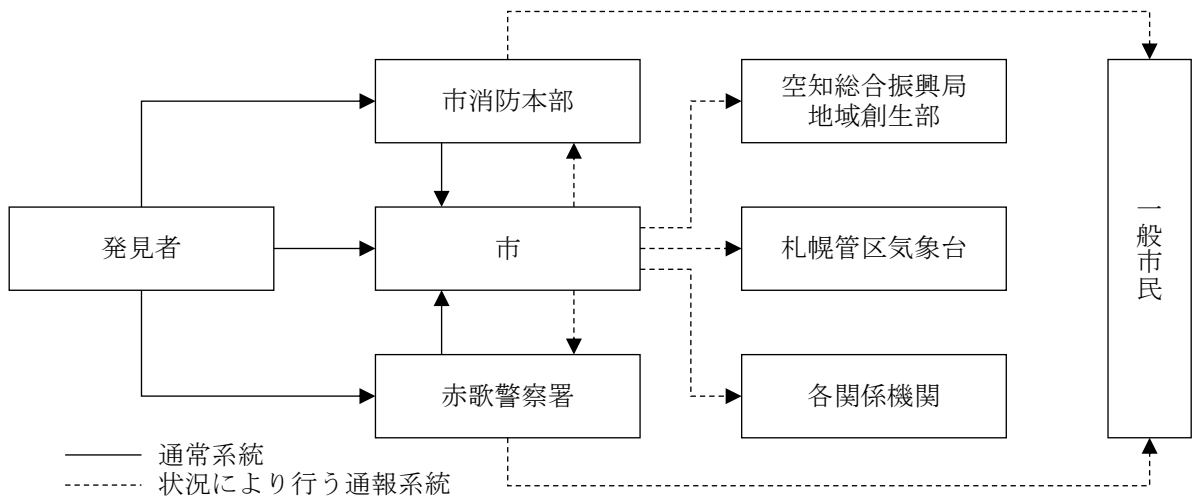 市消防本部
空知総合振興局
地域創生部
発見者
市
札幌管区気象台
一般市民
赤歌警察署
各関係機関
通常系統
状況により行う通報系統